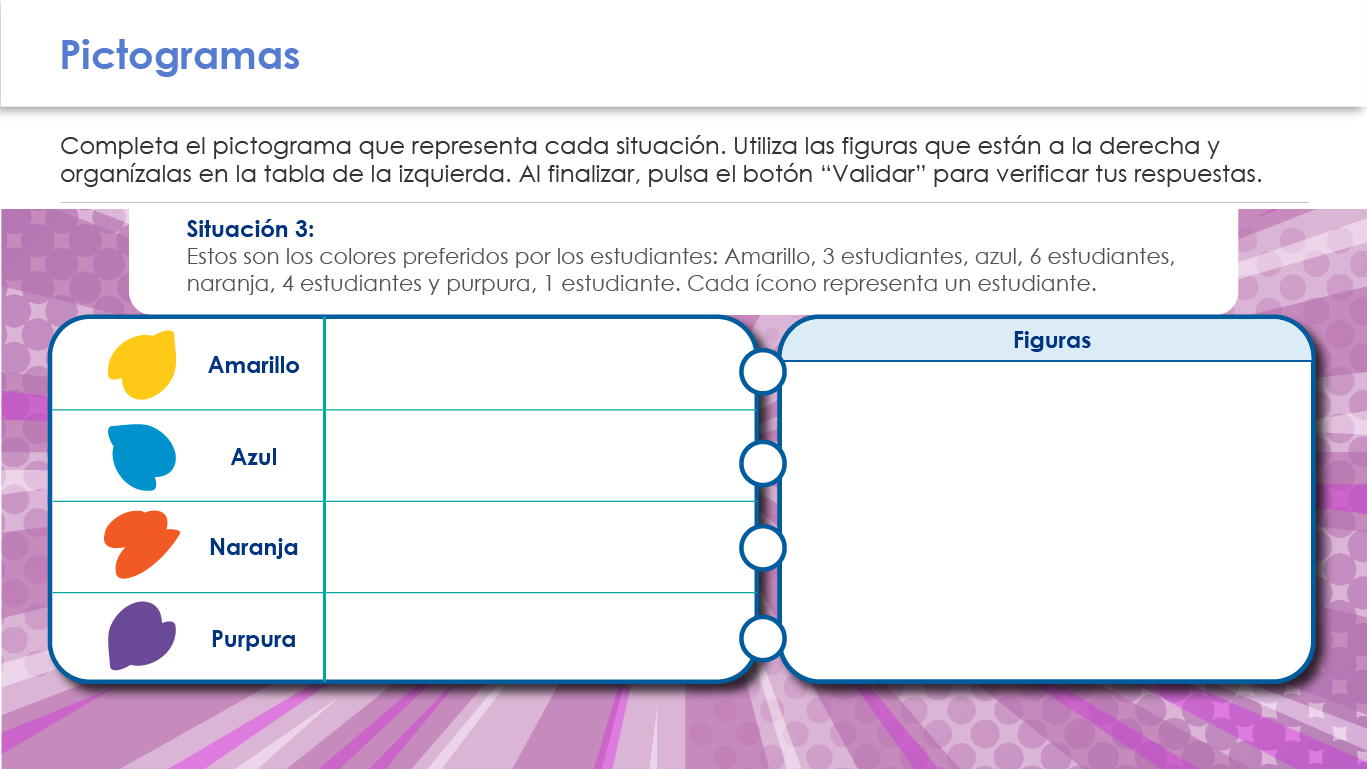 Pictogramas
Completa el pictograma que representa cada situación. Utiliza las figuras que están a la derecha y
organízalas en la tabla de la izquierda. Al finalizar, pulsa el botón “Validar” para verificar tus respuestas.
Situación 3:
Estos son los colores preferidos por los estudiantes: Amarillo, 3 estudiantes, azul, 6 estudiantes,
naranja, 4 estudiantes y purpura, 1 estudiante. Cada ícono representa un estudiante.
Figuras
Amarillo
Azul
Naranja
Purpura